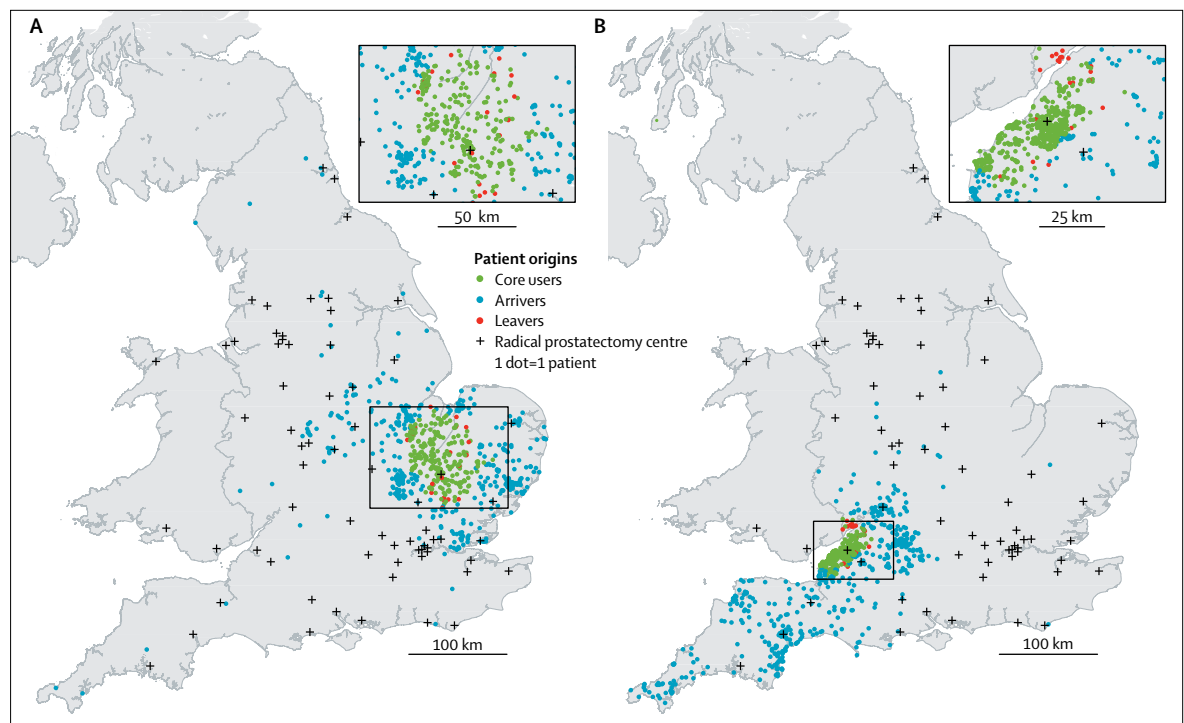 A
B
50 km
25 km
Patient origins
Core users
Arrivers
Leavers
Radical prostatectomy centre
1 dot=1 patient
100 km
100 km